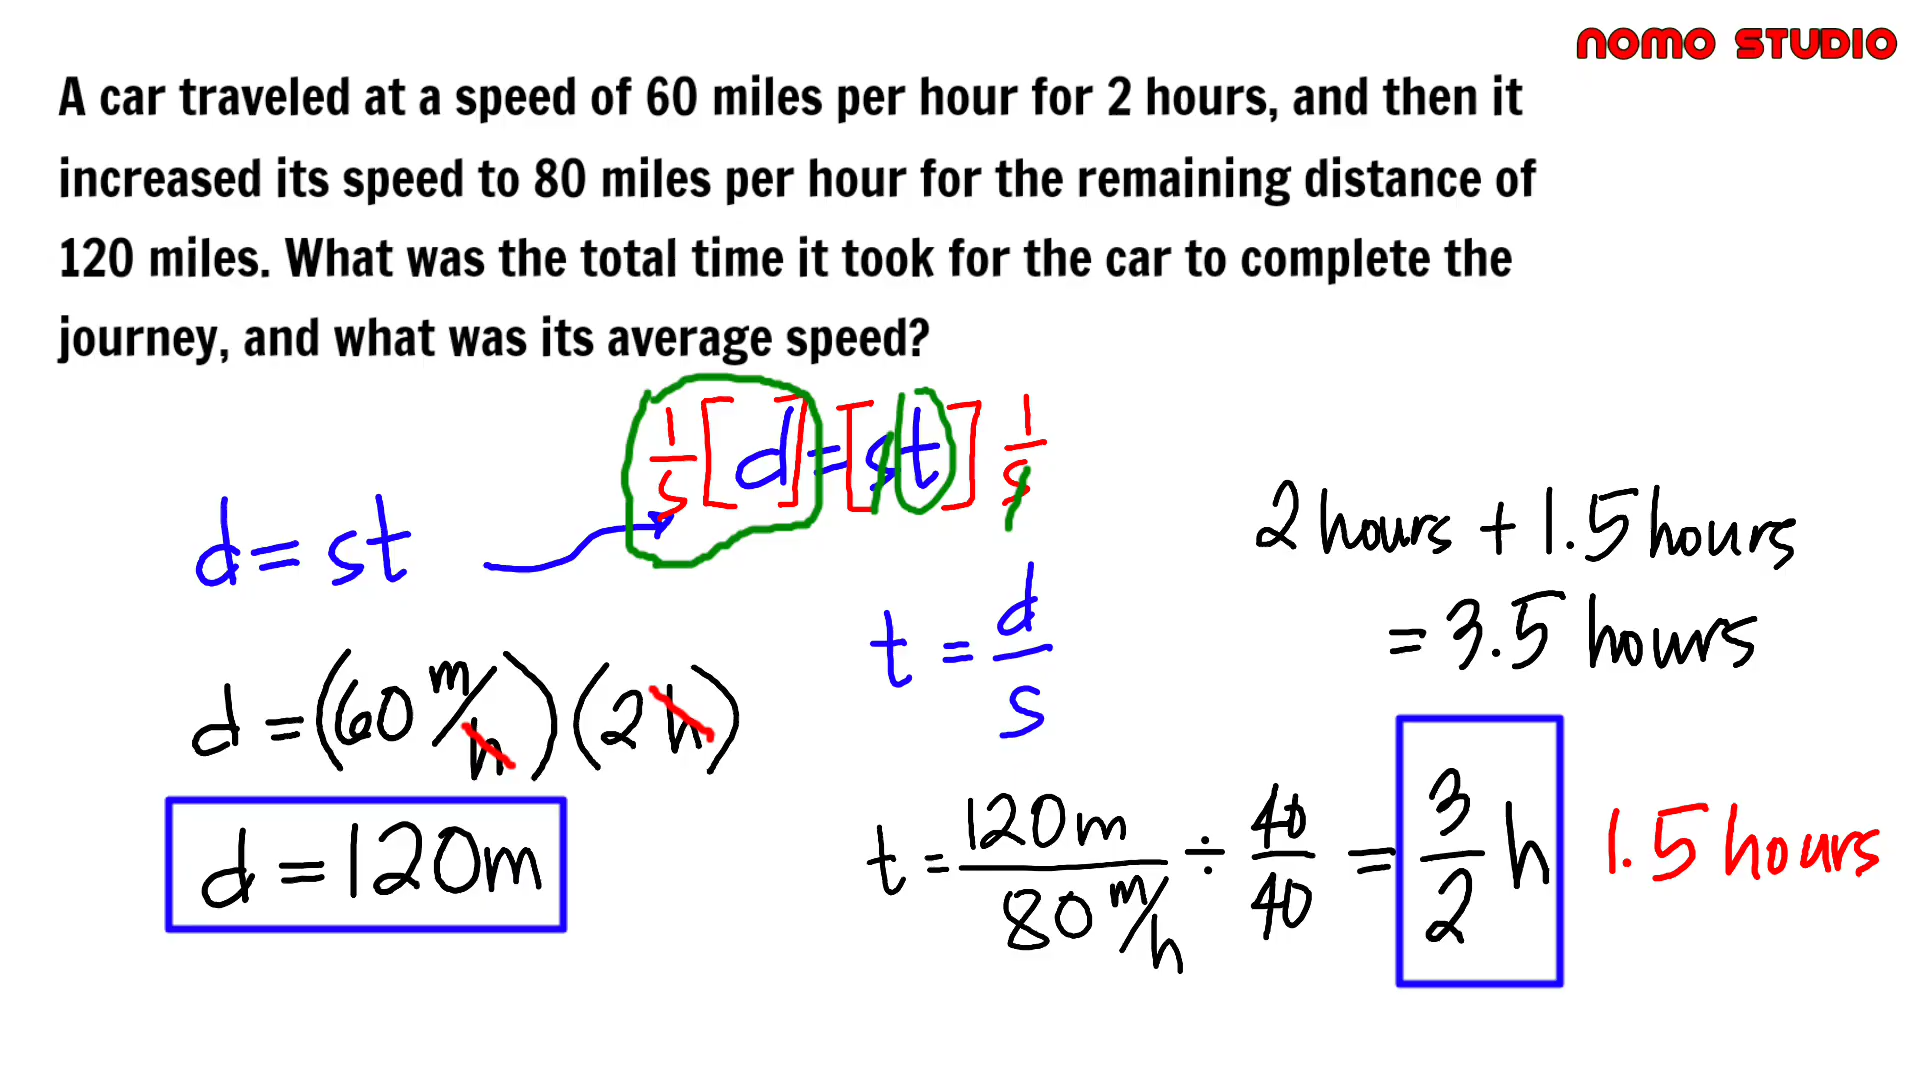 NOMO STUDIO
A car traveled at a speed of 60 miles per hour for 2 hours, and then it
increased its speed to 80 miles per hour for the remaining distance of
120 miles. What was the total time it took for the car to complete the
journey, and what was its average speed?
1/s [d] = [st] 1/s
d = st
2 hours + 1.5 hours
= 3.5 hours
t = d/s
d = (60 m/h)(2h)
d = 120m
t = 120m / 80 m/h ÷ 40/40 = 3/2 h 1.5 hours